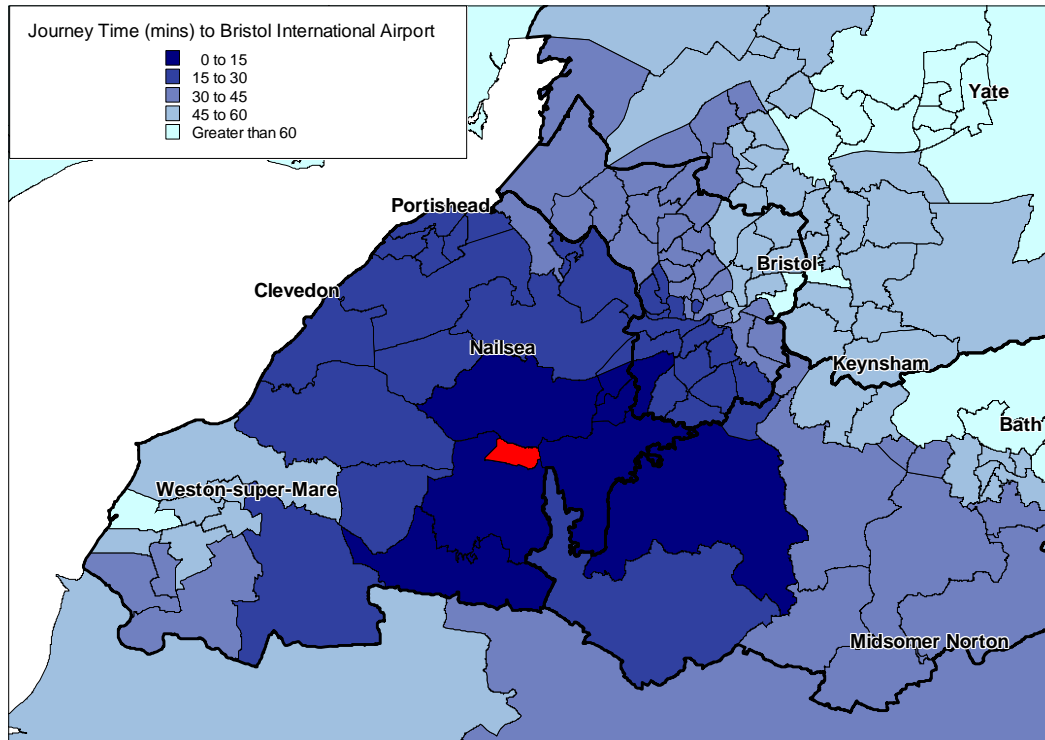 Journey Time (mins) to Bristol International Airport
0 to 15
15 to 30
30 to 45
45 to 60
Greater than 60
Yate
Portishead
Bristol
Clevedon
Nailsea
Keynsham
Bath
Weston-super-Mare
Midsomer Norton